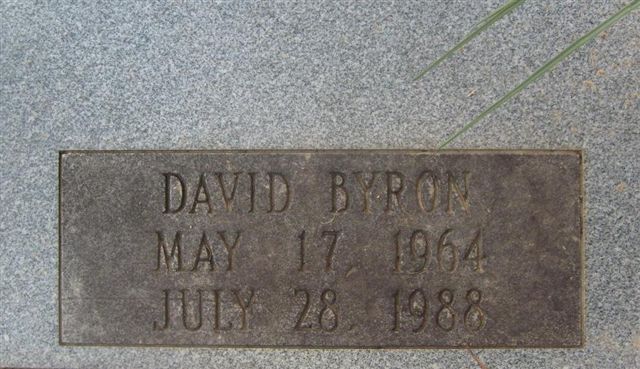 DAVID BYRON
MAY 17, 1964
JULY 28, 1988